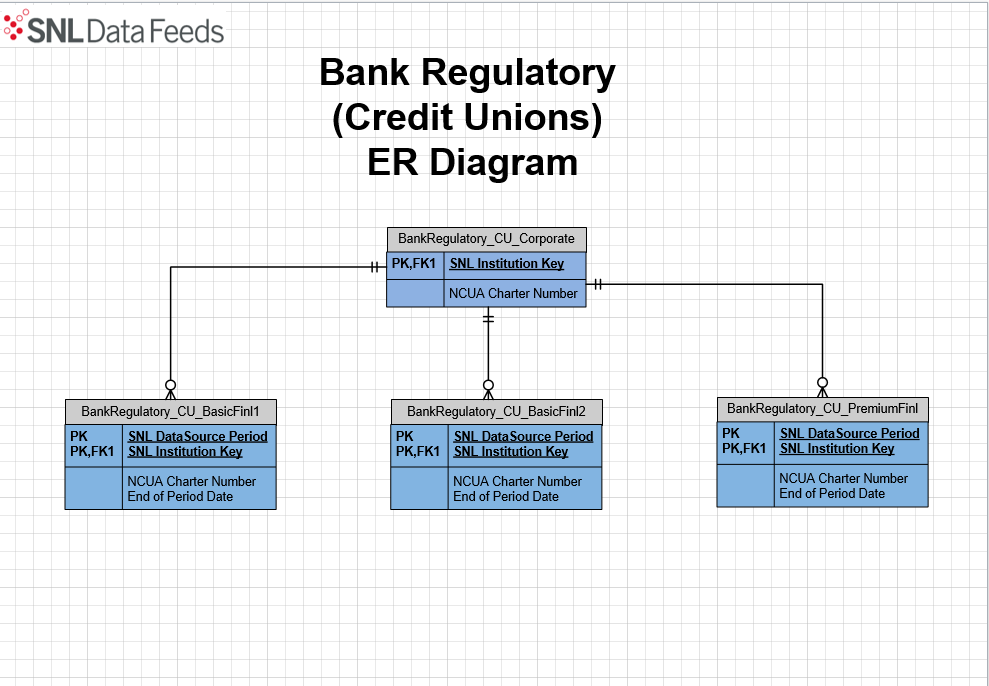 SNL Data Feeds
Bank Regulatory
(Credit Unions)
ER Diagram
BankRegulatory_CU_Corporate
PK,FK1 SNL Institution Key
NCUA Charter Number
BankRegulatory_CU_BasicFinl1
PK SNL DataSource Period
PK,FK1 SNL Institution Key
NCUA Charter Number
End of Period Date
BankRegulatory_CU_BasicFinl2
PK SNL DataSource Period
PK,FK1 SNL Institution Key
NCUA Charter Number
End of Period Date
BankRegulatory_CU_PremiumFinl
PK SNL DataSource Period
PK,FK1 SNL Institution Key
NCUA Charter Number
End of Period Date